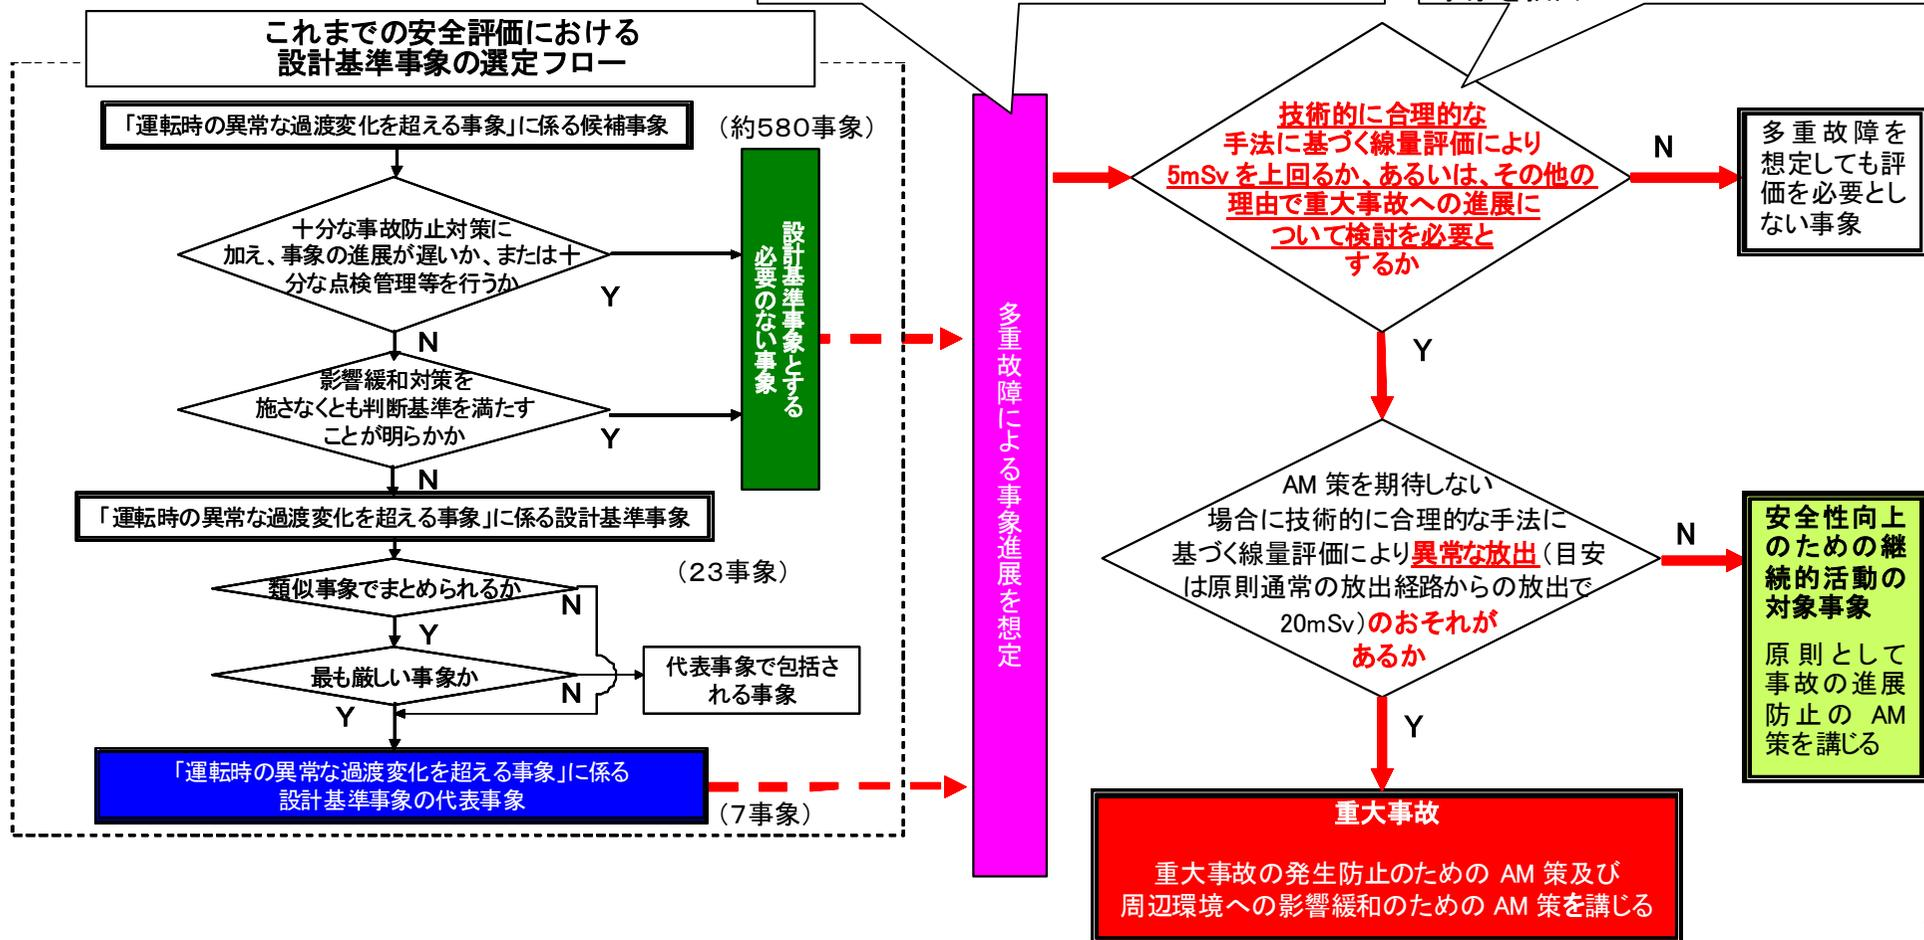 これまでの安全評価における
設計基準事象の選定フロー
「運転時の異常な過渡変化を超える事象」に係る候補事象
（約580事象）
十分な事故防止対策に
加え、事象の進展が遅いか、または十
分な点検管理等を行うか
Y
N
影響緩和対策を
施さなくとも判断基準を満たす
ことが明らかか
Y
N
設計基準事象とする
必要のない事象
「運転時の異常な過渡変化を超える事象」に係る設計基準事象
（23事象）
類似事象でまとめられるか
N
Y
最も厳しい事象か
N
Y
代表事象で包括さ
れる事象
「運転時の異常な過渡変化を超える事象」に係る
設計基準事象の代表事象
（7事象）
多重故障による事象進展を想定
技術的に合理的な
手法に基づく線量評価により
5mSv を上回るか、あるいは、その他の
理由で重大事故への進展に
ついて検討を必要と
するか
N
Y
多重故障を
想定しても評
価を必要とし
ない事象
AM 策を期待しない
場合に技術的に合理的な手法に
基づく線量評価により異常な放出（目安
は原則通常の放出経路からの放出で
20mSv）のおそれが
あるか
N
Y
安全性向上
のための継
続的活動の
対象事象
原則として
事故の進展
防止の AM
策を講じる
重大事故
重大事故の発生防止のための AM 策及び
周辺環境への影響緩和のための AM 策を講じる